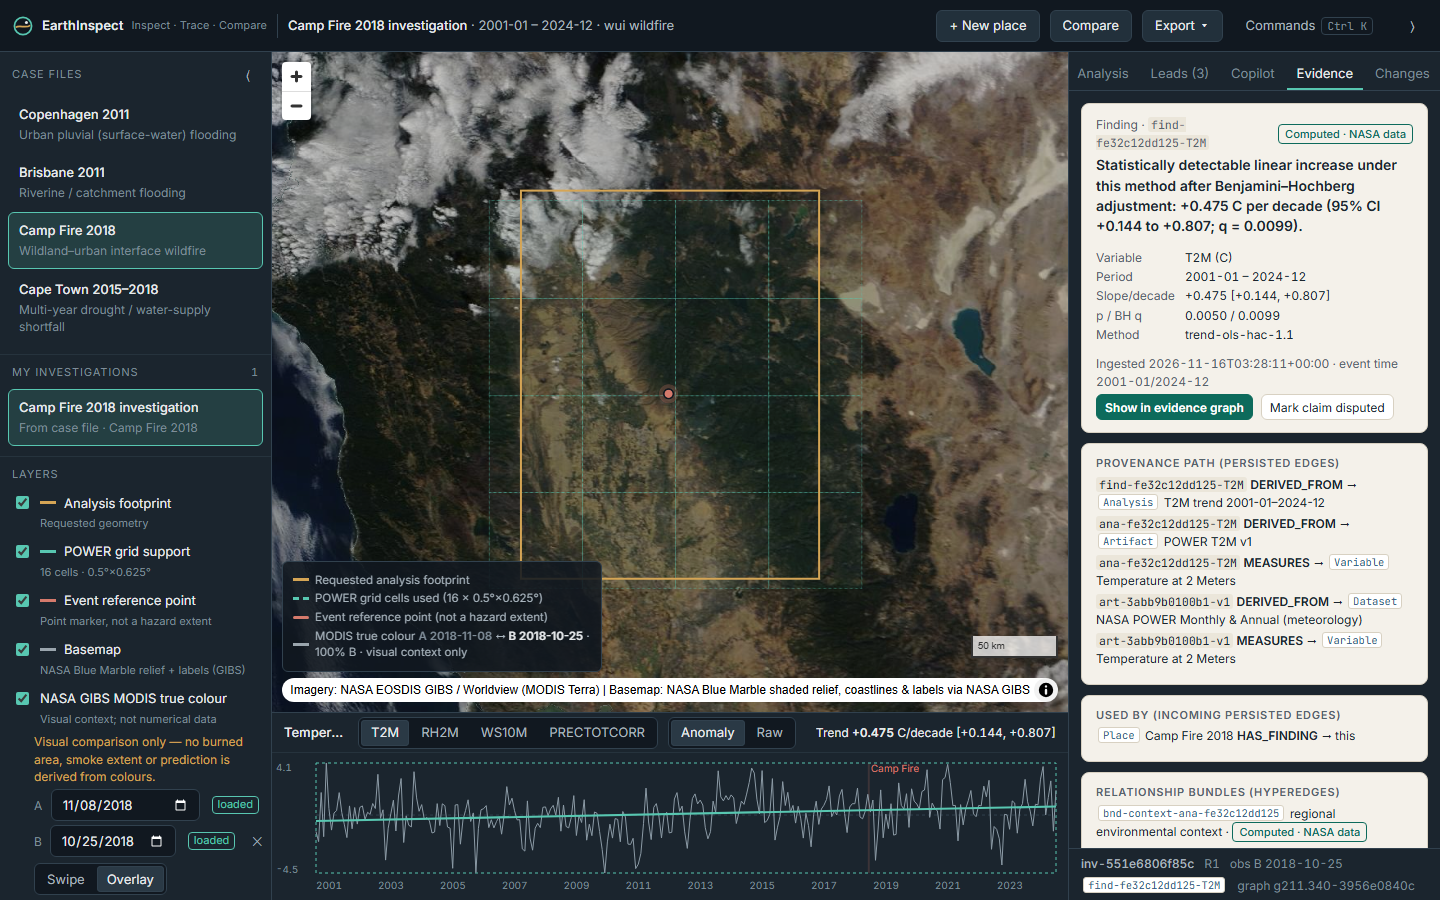 EarthInspect Inspect · Trace · Compare
Camp Fire 2018 investigation · 2001-01 – 2024-12 · wui wildfire
+ New place
Compare
Export
Commands Ctrl K
CASE FILES
Copenhagen 2011
Urban pluvial (surface-water) flooding
Brisbane 2011
Riverine / catchment flooding
Camp Fire 2018
Wildland–urban interface wildfire
Cape Town 2015–2018
Multi-year drought / water-supply
shortfall
MY INVESTIGATIONS 1
Camp Fire 2018 investigation
From case file · Camp Fire 2018
LAYERS
Analysis footprint
Requested geometry
POWER grid support
16 cells · 0.5°×0.625°
Event reference point
Point marker, not a hazard extent
Basemap
NASA Blue Marble relief + labels (GIBS)
NASA GIBS MODIS true colour
Visual context; not numerical data
Visual comparison only — no burned
area, smoke extent or prediction is
derived from colours.
A 11/08/2018 loaded
B 10/25/2018 loaded ×
Swipe Overlay
+
−
Requested analysis footprint
POWER grid cells used (16 × 0.5°×0.625°)
Event reference point (not a hazard extent)
MODIS true colour A 2018-11-08 ↔ B 2018-10-25 ·
100% B · visual context only
50 km
Imagery: NASA EOSDIS GIBS / Worldview (MODIS Terra) | Basemap: NASA Blue Marble shaded relief, coastlines & labels via NASA GIBS
Temper...
T2M RH2M WS10M PRECTOTCORR
Anomaly Raw
Trend +0.475 C/decade [+0.144, +0.807]
4.1
Camp Fire
-4.5
2001 2003 2005 2007 2009 2011 2013 2015 2017 2019 2021 2023
Analysis Leads (3) Copilot Evidence Changes
Finding · find-
fe32c12dd125-T2M
Computed · NASA data
Statistically detectable linear increase under
this method after Benjamini–Hochberg
adjustment: +0.475 C per decade (95% CI
+0.144 to +0.807; q = 0.0099).
Variable T2M (C)
Period 2001-01 – 2024-12
Slope/decade +0.475 [+0.144, +0.807]
p / BH q 0.0050 / 0.0099
Method trend-ols-hac-1.1
Ingested 2026-11-16T03:28:11+00:00 · event time
2001-01/2024-12
Show in evidence graph
Mark claim disputed
PROVENANCE PATH (PERSISTED EDGES)
find-fe32c12dd125-T2M DERIVED_FROM →
Analysis T2M trend 2001-01–2024-12
ana-fe32c12dd125-T2M DERIVED_FROM →
Artifact POWER T2M v1
ana-fe32c12dd125-T2M MEASURES → Variable
Temperature at 2 Meters
art-3abb9b0100b1-v1 DERIVED_FROM → Dataset
NASA POWER Monthly & Annual (meteorology)
art-3abb9b0100b1-v1 MEASURES → Variable
Temperature at 2 Meters
USED BY (INCOMING PERSISTED EDGES)
Place Camp Fire 2018 HAS_FINDING → this
RELATIONSHIP BUNDLES (HYPEREDGES)
bnd-context-ana-fe32c12dd125 regional
environmental context · Computed · NASA data
inv-551e6806f85c R1 obs B 2018-10-25
find-fe32c12dd125-T2M graph g211.340-3956e0840c